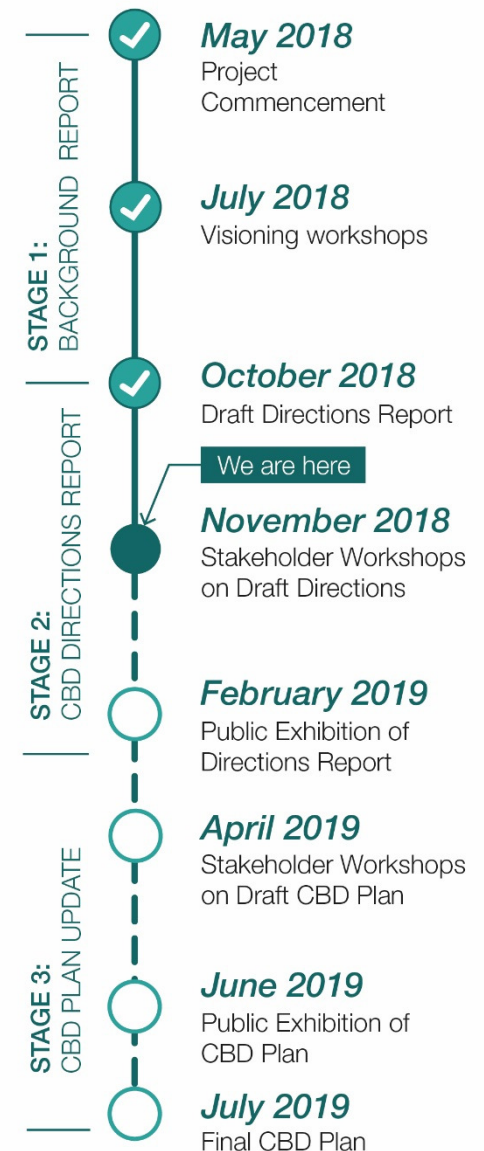 STAGE 1:
BACKGROUND REPORT
May 2018
Project
Commencement
July 2018
Visioning workshops
October 2018
Draft Directions Report
STAGE 2:
CBD DIRECTIONS REPORT
We are here
November 2018
Stakeholder Workshops
on Draft Directions
February 2019
Public Exhibition of
Directions Report
STAGE 3:
CBD PLAN UPDATE
April 2019
Stakeholder Workshops
on Draft CBD Plan
June 2019
Public Exhibition of
CBD Plan
July 2019
Final CBD Plan